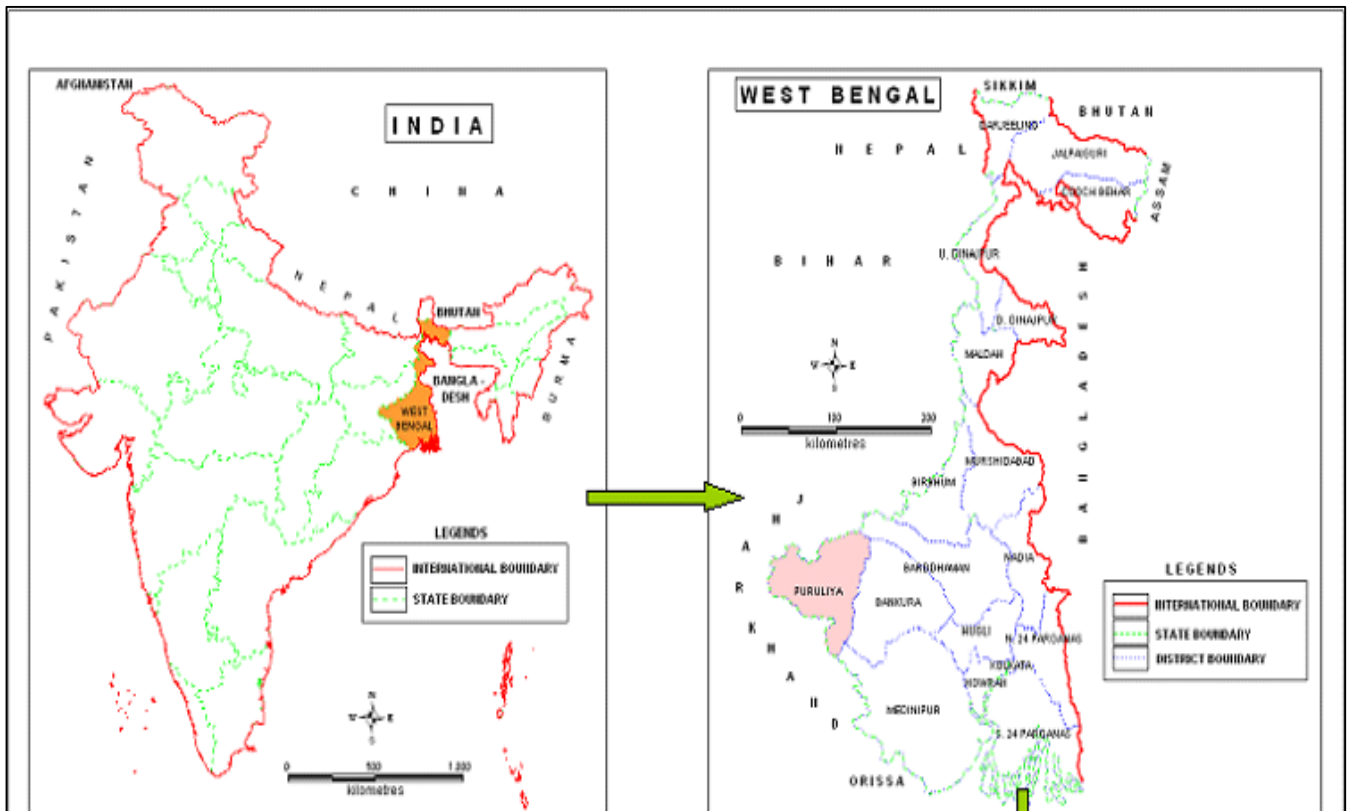 AFGHANISTAN
INDIA
CHINA
PAKISTAN
NEPAL
BHUTAN
BANGLA -
DESH
BURMA
WEST
BENGAL
LEGENDS
INTERNATIONAL BOUNDARY
STATE BOUNDARY
N
W E
S
0 500 1 000
kilometres
WEST BENGAL
SIKKIM
BHUTAN
DARJEELING
NEPAL
JALPAIGURI
COOCH BEHAR
ASSAM
BIHAR
U. DINAJPUR
D. DINAJPUR
BANGLADESH
MALDAH
N
W E
S
0 100 200
kilometres
MURSHIDABAD
BIRBHUM
JHARKHAND
NADIA
BARDDHAMAN
PURULIYA
BANKURA
HUGLI
N. 24 PARGANAS
KOLKATA
HOWRAH
MEDINIPUR
S. 24 PARGANAS
ORISSA
LEGENDS
INTERNATIONAL BOUNDARY
STATE BOUNDARY
DISTRICT BOUNDARY